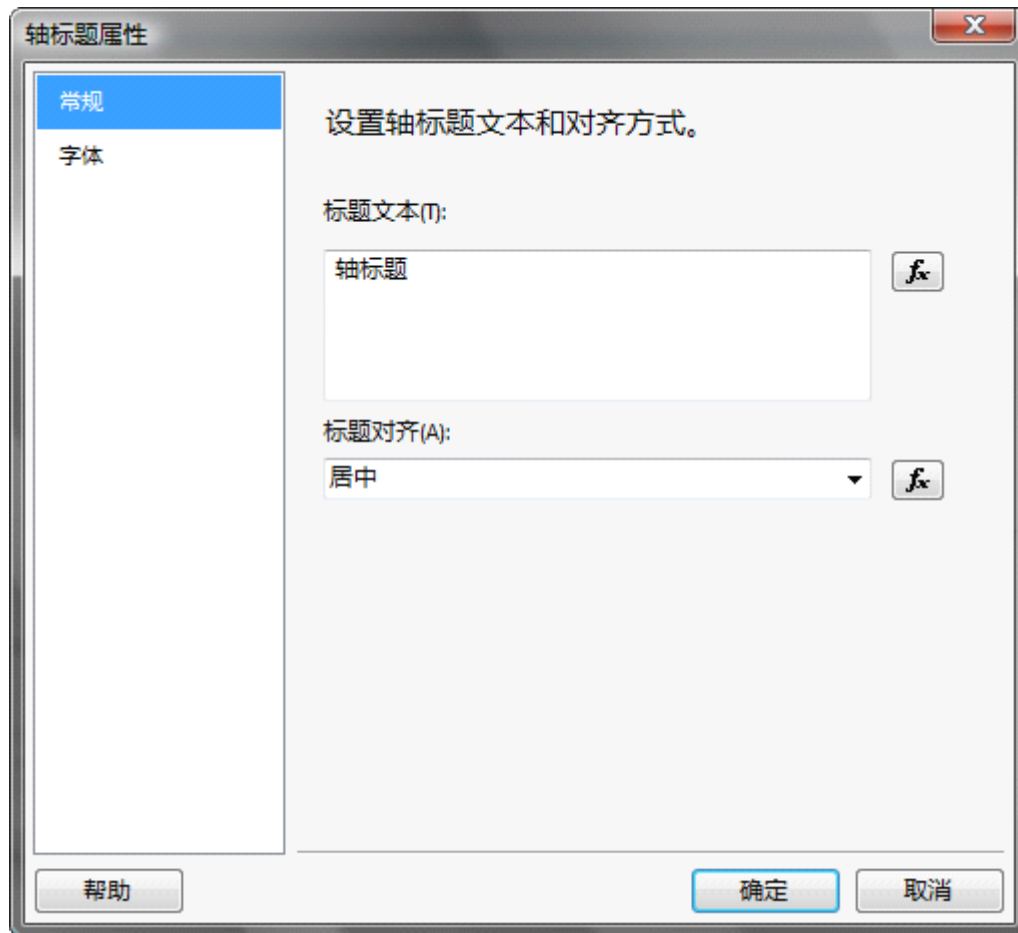 轴标题属性
常规
字体
设置轴标题文本和对齐方式。
标题文本(T):
轴标题
fx
标题对齐(A):
居中
fx
帮助
确定
取消